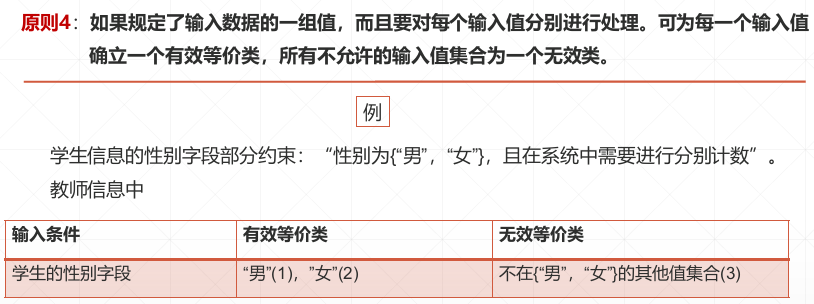 原则4：如果规定了输入数据的一组值，而且要对每个输入值分别进行处理。可为每一个输入值
确立一个有效等价类，所有不允许的输入值集合为一个无效类。
例
学生信息的性别字段部分约束：“性别为{“男”，“女”}，且在系统中需要进行分别计数”。
教师信息中
输入条件 有效等价类 无效等价类
学生的性别字段 “男”(1)，”女”(2) 不在{“男”，“女”}的其他值集合(3)